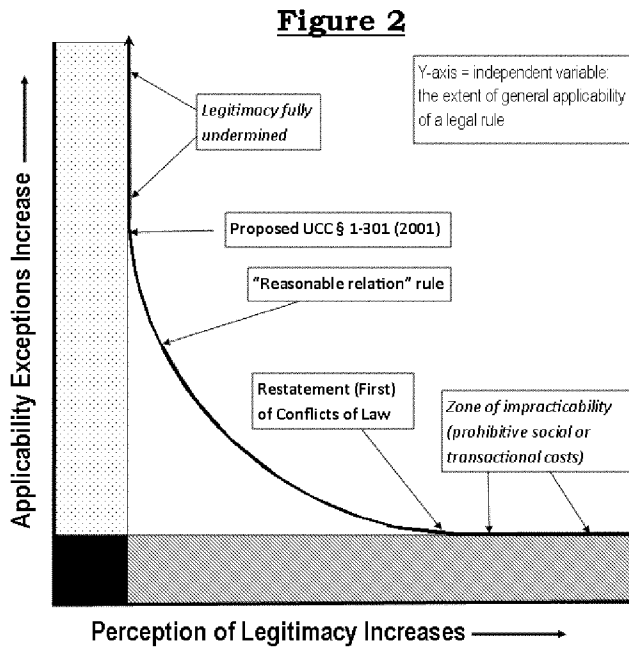 Figure 2
Y-axis = independent variable:
the extent of general applicability
of a legal rule
Legitimacy fully
undermined
Proposed UCC § 1-301 (2001)
“Reasonable relation” rule
Restatement (First)
of Conflicts of Law
Zone of impracticability
(prohibitive social or
transactional costs)
Applicability Exceptions Increase
Perception of Legitimacy Increases